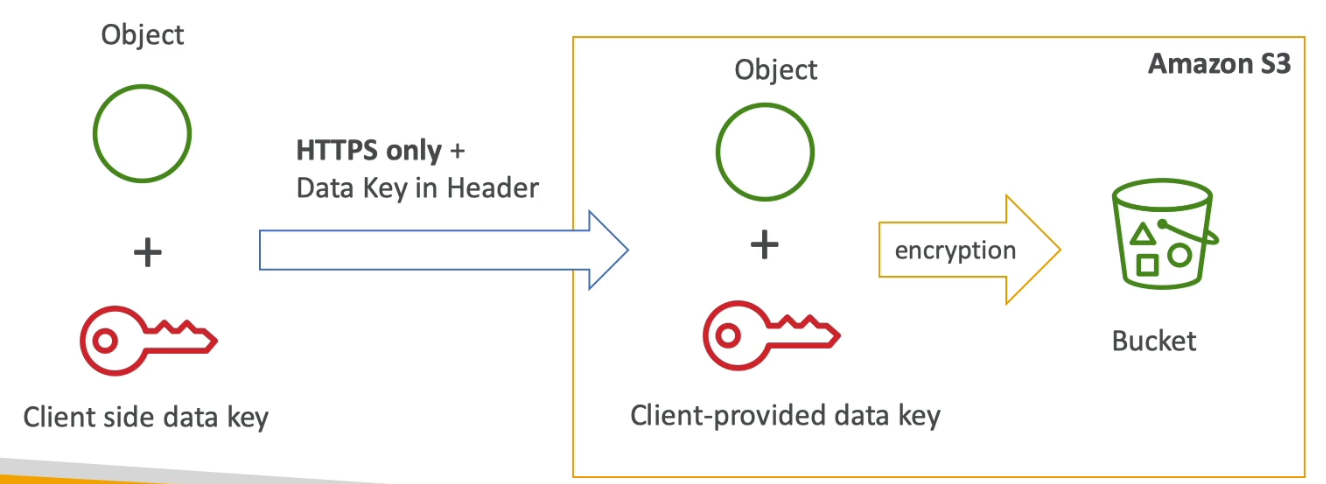 Object
Client side data key
HTTPS only +
Data Key in Header
Amazon S3
Object
Client-provided data key
encryption
Bucket